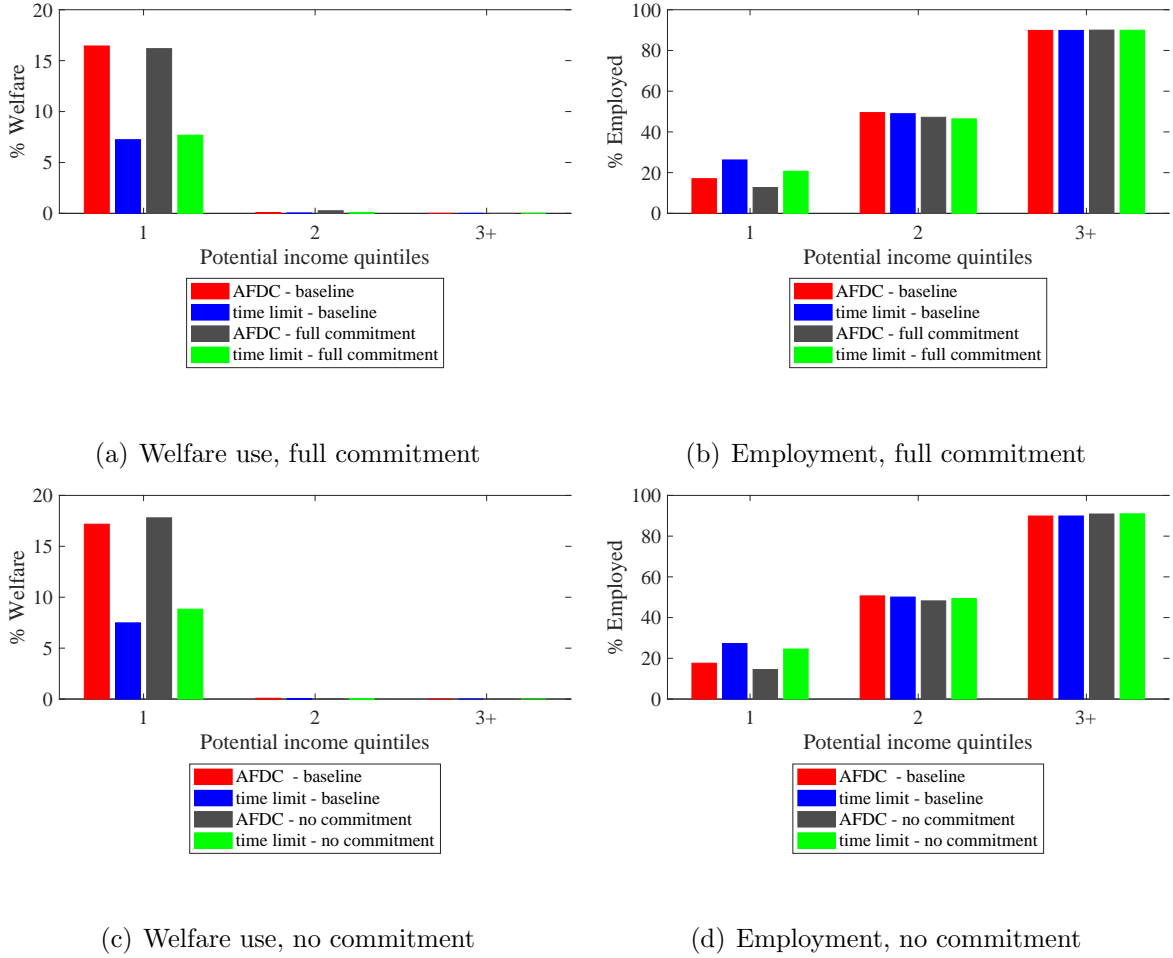 20
15
10
5
0
% Welfare
1
2
3+
Potential income quintiles
AFDC - baseline
time limit - baseline
AFDC - full commitment
time limit - full commitment
(a) Welfare use, full commitment
100
80
60
40
20
0
% Employed
1
2
3+
Potential income quintiles
AFDC - baseline
time limit - baseline
AFDC - full commitment
time limit - full commitment
(b) Employment, full commitment
20
15
10
5
0
% Welfare
1
2
3+
Potential income quintiles
AFDC - baseline
time limit - baseline
AFDC - no commitment
time limit - no commitment
(c) Welfare use, no commitment
100
80
60
40
20
0
% Employed
1
2
3+
Potential income quintiles
AFDC - baseline
time limit - baseline
AFDC - no commitment
time limit - no commitment
(d) Employment, no commitment